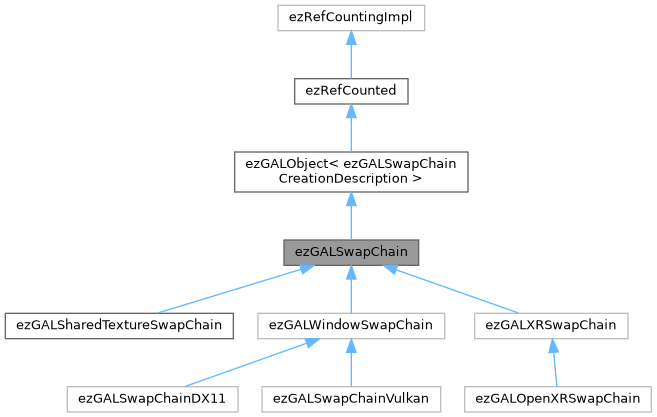 ezRefCountingImpl
ezRefCounted
ezGALObject< ezGALSwapChain
CreationDescription >
ezGALSwapChain
ezGALSharedTextureSwapChain
ezGALWindowSwapChain
ezGALXRSwapChain
ezGALSwapChainDX11
ezGALSwapChainVulkan
ezGALOpenXRSwapChain